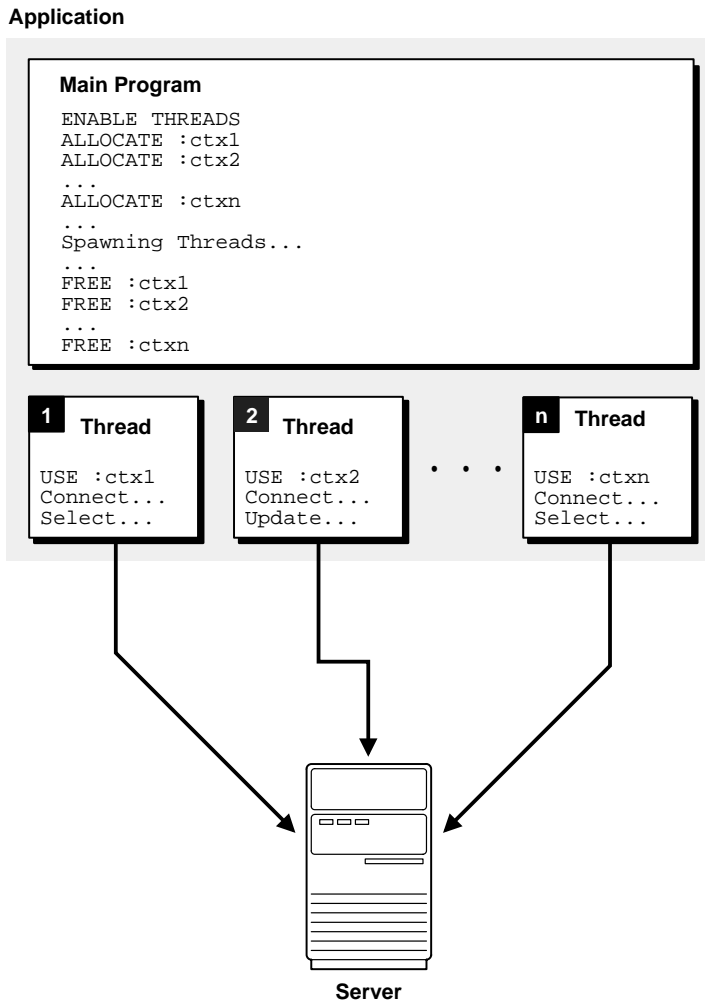 Application
Main Program
ENABLE THREADS
ALLOCATE :ctx1
ALLOCATE :ctx2
...
ALLOCATE :ctxn
...
Spawning Threads...
...
FREE :ctx1
FREE :ctx2
...
FREE :ctxn
1 Thread
USE :ctx1
Connect...
Select...
2 Thread
USE :ctx2
Connect...
Update...
. . .
n Thread
USE :ctxn
Connect...
Select...
Server